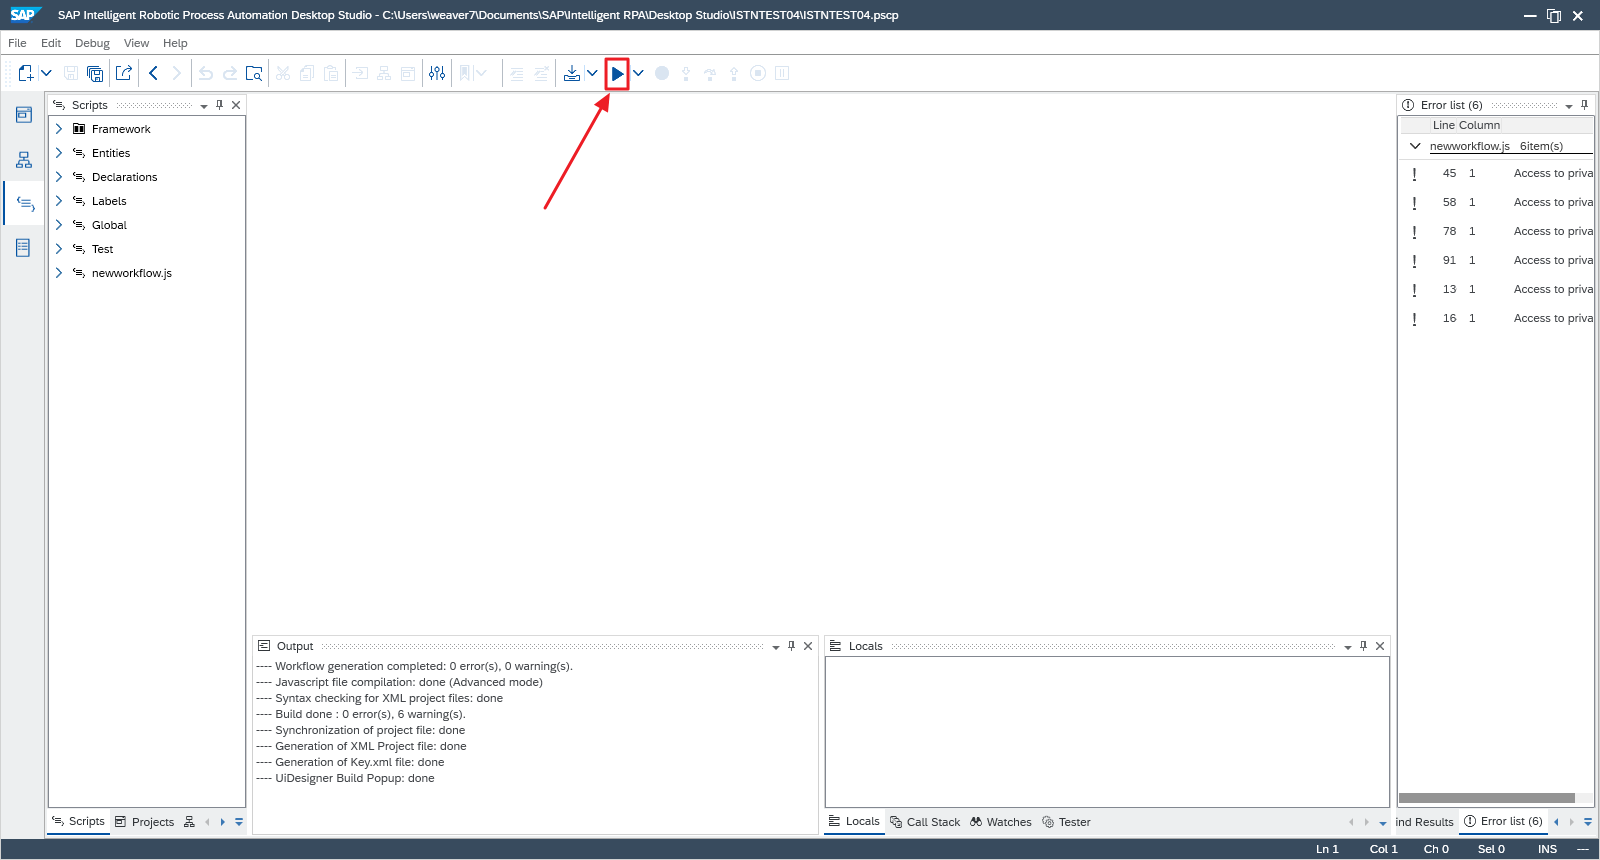 SAP SAP Intelligent Robotic Process Automation Desktop Studio - C:\Users\weaver7\Documents\SAP\Intelligent RPA\Desktop Studio\ISTNTEST04\ISTNTEST04.pscp
File Edit Debug View Help
Scripts
Framework
Entities
Declarations
Labels
Global
Test
newworkflow.js
Scripts Projects
Output
---- Workflow generation completed: 0 error(s), 0 warning(s).
---- Javascript file compilation: done (Advanced mode)
---- Syntax checking for XML project files: done
---- Build done : 0 error(s), 6 warning(s).
---- Synchronization of project file: done
---- Generation of XML Project file: done
---- Generation of Key.xml file: done
---- UiDesigner Build Popup: done
Locals
Locals Call Stack Watches Tester
Error list (6)
Line Column
newworkflow.js 6item(s)
! 45 1 Access to priva
! 58 1 Access to priva
! 78 1 Access to priva
! 91 1 Access to priva
! 13 1 Access to priva
! 16 1 Access to priva
ind Results Error list (6)
Ln 1 Col 1 Ch 0 Sel 0 INS ---